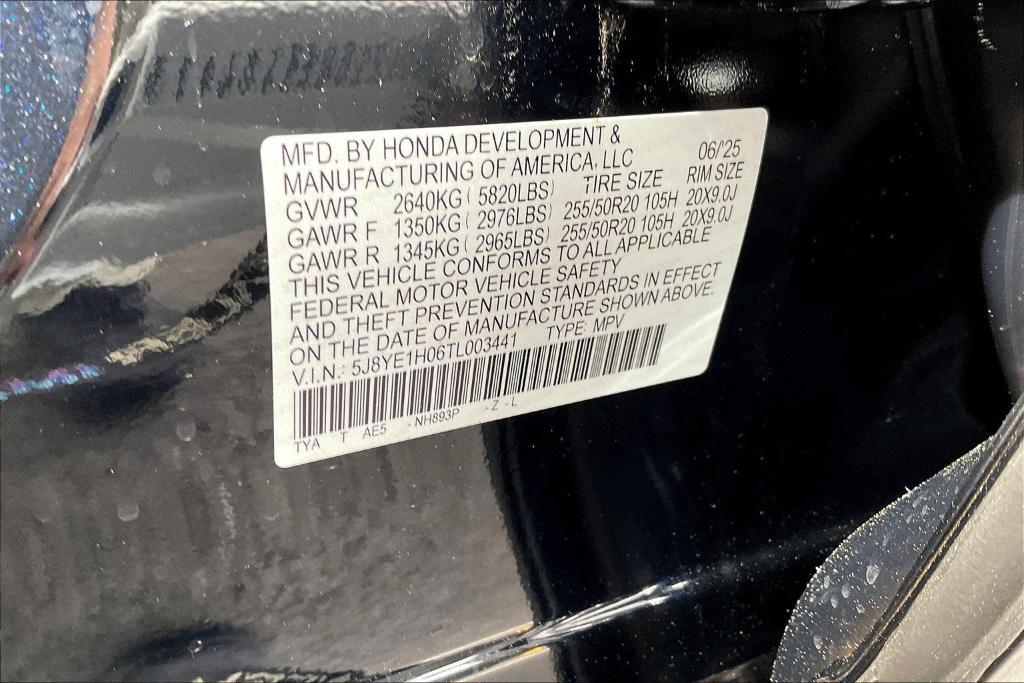 MFD. BY HONDA DEVELOPMENT &
MANUFACTURING OF AMERICA, LLC 06/'25
GVWR 2640KG ( 5820LBS) TIRE SIZE RIM SIZE
GAWR F 1350KG ( 2976LBS) 255/50R20 105H 20X9.0J
GAWR R 1345KG ( 2965LBS) 255/50R20 105H 20X9.0J
THIS VEHICLE CONFORMS TO ALL APPLICABLE
FEDERAL MOTOR VEHICLE SAFETY
AND THEFT PREVENTION STANDARDS IN EFFECT
ON THE DATE OF MANUFACTURE SHOWN ABOVE.
V.I.N.: 5J8YE1H06TL003441 TYPE: MPV
TYA T AE5 - NH893P - Z - L